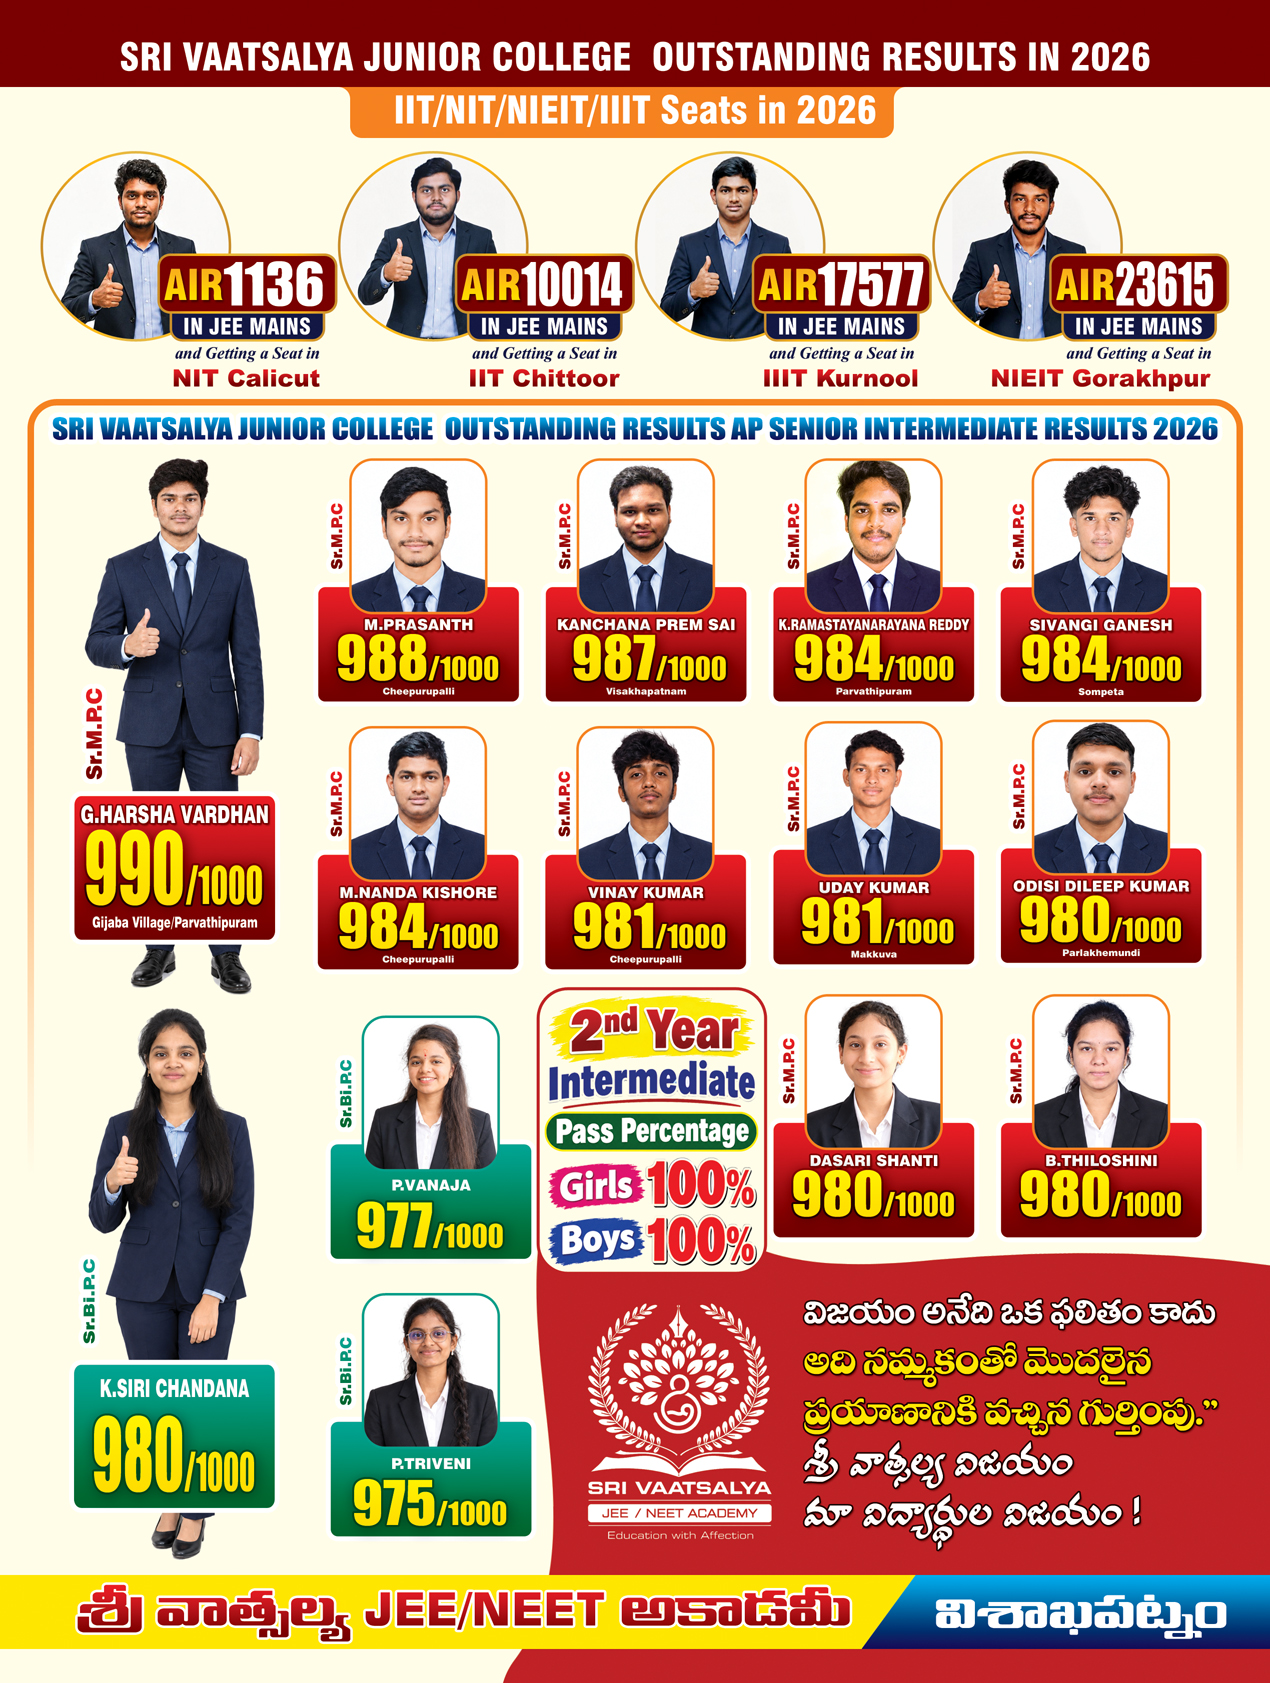 SRI VAATSALYA JUNIOR COLLEGE OUTSTANDING RESULTS IN 2026
IIT/NIT/NIEIT/IIIT Seats in 2026
AIR1136
IN JEE MAINS
and Getting a Seat in
NIT Calicut
AIR10014
IN JEE MAINS
and Getting a Seat in
IIT Chittoor
AIR17577
IN JEE MAINS
and Getting a Seat in
IIIT Kurnool
AIR23615
IN JEE MAINS
and Getting a Seat in
NIEIT Gorakhpur
SRI VAATSALYA JUNIOR COLLEGE OUTSTANDING RESULTS AP SENIOR INTERMEDIATE RESULTS 2026
Sr.M.P.C
G.HARSHA VARDHAN
990/1000
Gijaba Village/Parvathipuram
Sr.M.P.C
M.PRASANTH
988/1000
Cheepurupalli
Sr.M.P.C
KANCHANA PREM SAI
987/1000
Visakhapatnam
Sr.M.P.C
K.RAMASTAYANARAYANA REDDY
984/1000
Parvathipuram
Sr.M.P.C
SIVANGI GANESH
984/1000
Sompeta
Sr.M.P.C
M.NANDA KISHORE
984/1000
Cheepurupalli
Sr.M.P.C
VINAY KUMAR
981/1000
Cheepurupalli
Sr.M.P.C
UDAY KUMAR
981/1000
Makkuva
Sr.M.P.C
ODISI DILEEP KUMAR
980/1000
Parlakhemundi
Sr.Bi.P.C
K.SIRI CHANDANA
980/1000
Sr.Bi.P.C
P.VANAJA
977/1000
Sr.Bi.P.C
P.TRIVENI
975/1000
2nd Year
Intermediate
Pass Percentage
Girls 100%
Boys 100%
Sr.M.P.C
DASARI SHANTI
980/1000
Sr.M.P.C
B.THILOSHINI
980/1000
SRI VAATSALYA
JEE / NEET ACADEMY
Education with Affection
విజయం అనేది ఒక ఫలితం కాదు
అది నమ్మకంతో మొదలైన
ప్రయాణానికి వచ్చిన గుర్తింపు.”
శ్రీ వాత్సల్య విజయం
మా విద్యార్థుల విజయం !
శ్రీ వాత్సల్య JEE/NEET అకాడమీ
విశాఖపట్నం